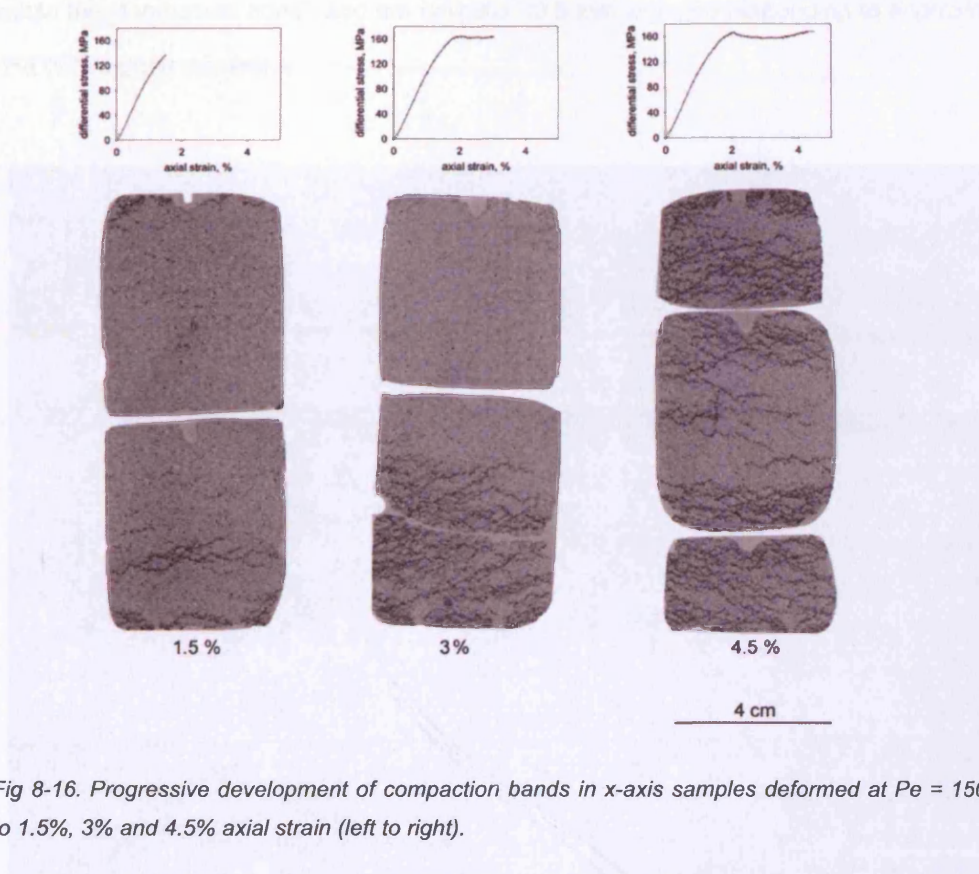 differential stress, MPa
160
120
80
40
0
0 2 4
axial strain, %
differential stress, MPa
160
120
80
40
0
0 2 4
axial strain, %
differential stress, MPa
160
120
80
40
0
0 2 4
axial strain, %
1.5 %
3%
4.5 %
4 cm
Fig 8-16. Progressive development of compaction bands in x-axis samples deformed at Pe = 150
to 1.5%, 3% and 4.5% axial strain (left to right).